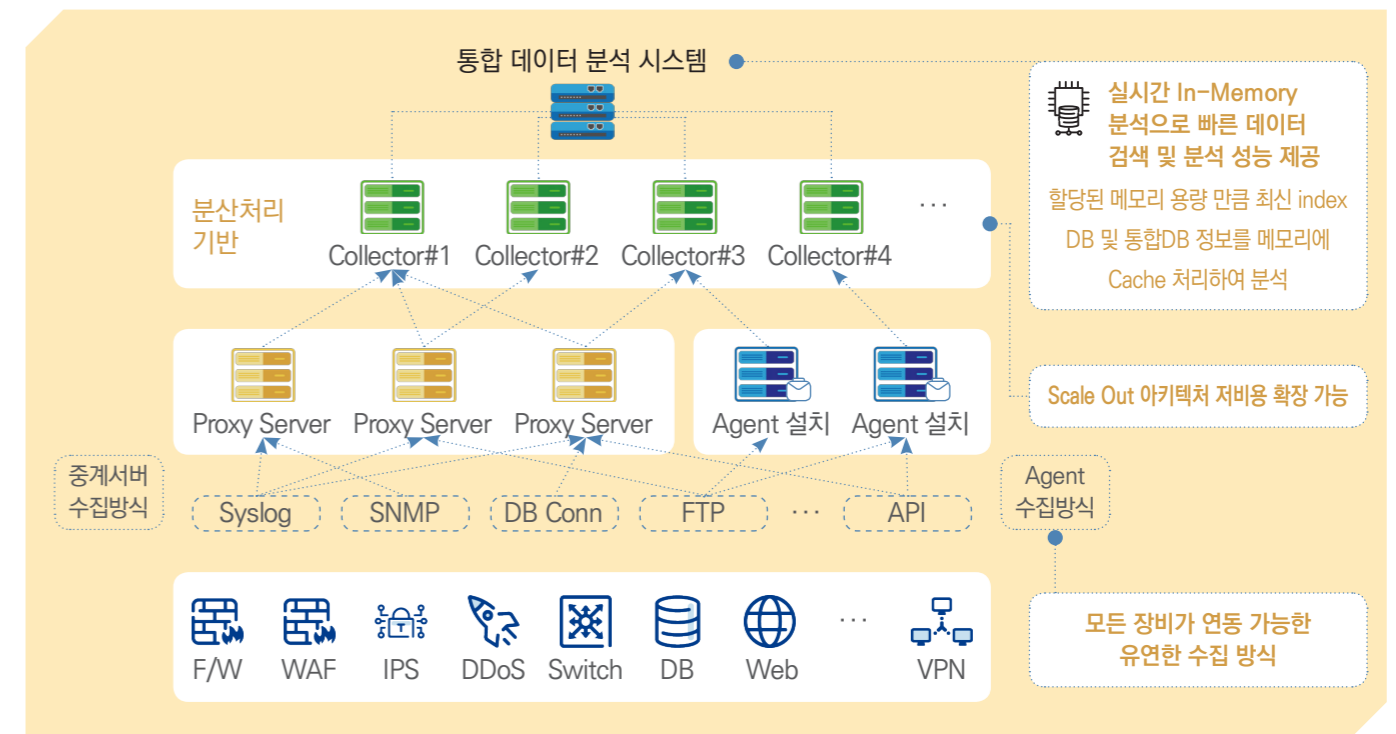 통합 데이터 분석 시스템
실시간 In-Memory
분석으로 빠른 데이터
검색 및 분석 성능 제공
할당된 메모리 용량 만큼 최신 index
DB 및 통합DB 정보를 메모리에
Cache 처리하여 분석
분산처리
기반
...
Collector#1 Collector#2 Collector#3 Collector#4
Scale Out 아키텍처 저비용 확장 가능
Proxy Server Proxy Server Proxy Server Agent 설치 Agent 설치
중계서버
수집방식
Syslog SNMP DB Conn FTP ... API
Agent
수집방식
...
F/W WAF IPS DDoS Switch DB Web VPN
모든 장비가 연동 가능한
유연한 수집 방식